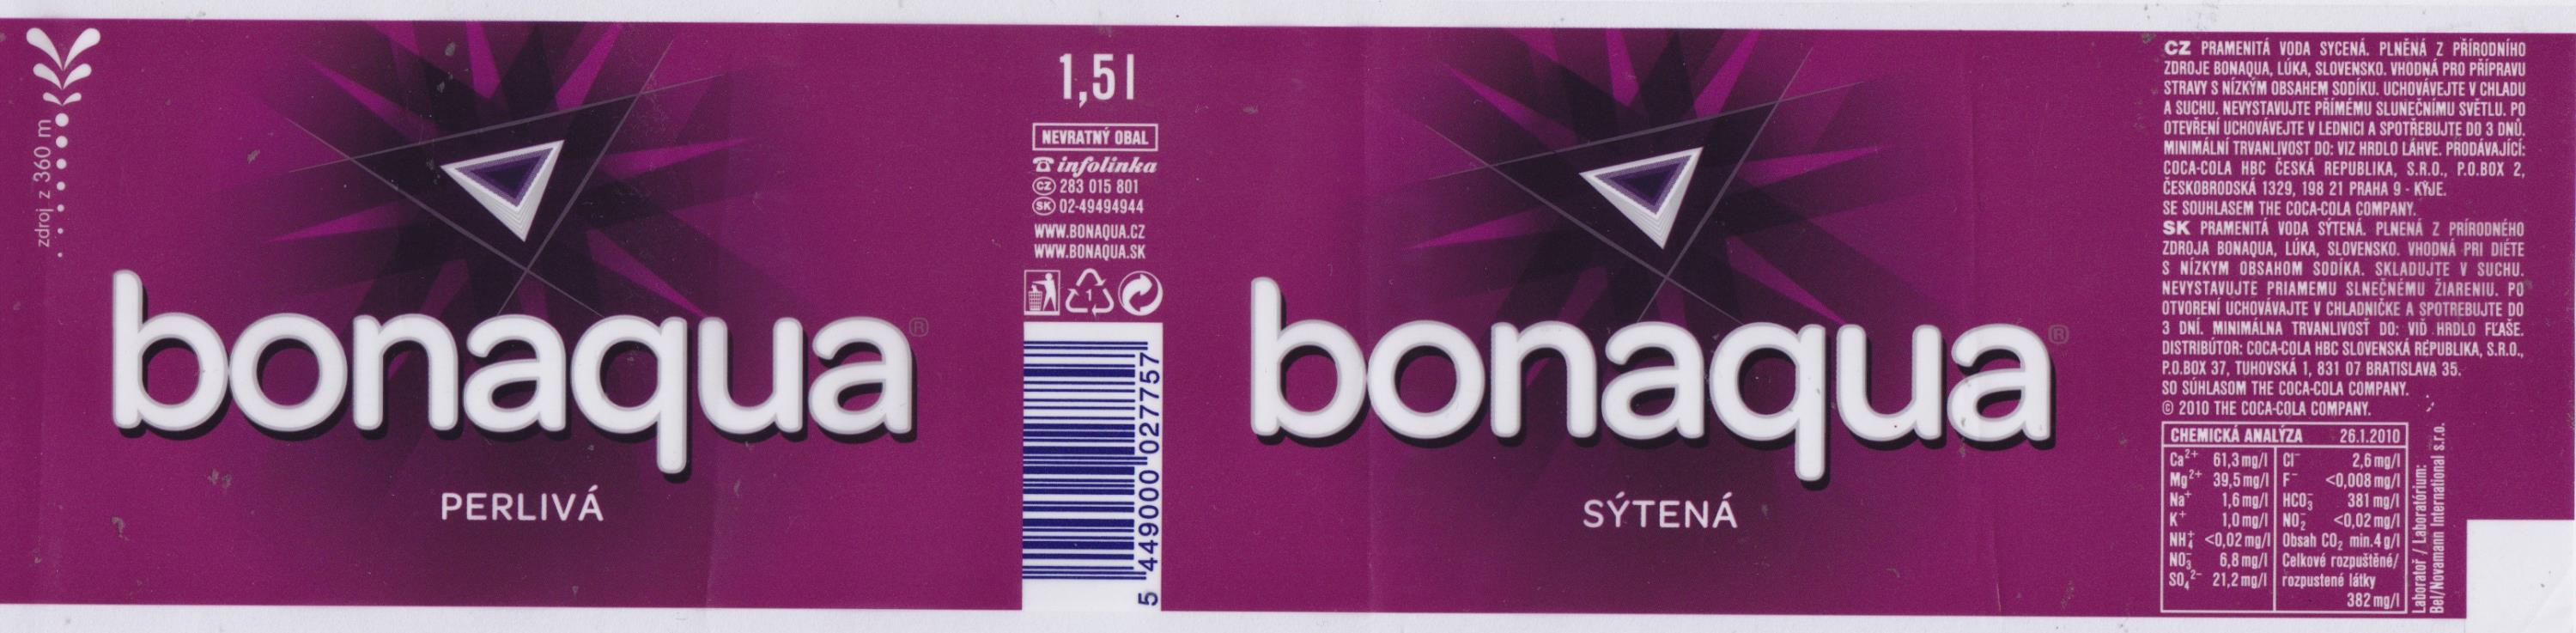 zdroj z 360 m
bonaqua®
PERLIVÁ
1,5 l
NEVRATNÝ OBAL
infolinka
CZ 283 015 801
SK 02-49494944
WWW.BONAQUA.CZ
WWW.BONAQUA.SK
1
5 449000 027757
bonaqua®
SÝTENÁ
CZ PRAMENITÁ VODA SYCENÁ. PLNĚNÁ Z PŘÍRODNÍHO
ZDROJE BONAQUA, LÚKA, SLOVENSKO. VHODNÁ PRO PŘÍPRAVU
STRAVY S NÍZKÝM OBSAHEM SODÍKU. UCHOVÁVEJTE V CHLADU
A SUCHU. NEVYSTAVUJTE PŘÍMÉMU SLUNEČNÍMU SVĚTLU. PO
OTEVŘENÍ UCHOVÁVEJTE V LEDNICI A SPOTŘEBUJTE DO 3 DNŮ.
MINIMÁLNÍ TRVANLIVOST DO: VIZ HRDLO LÁHVE. PRODÁVAJÍCÍ:
COCA-COLA HBC ČESKÁ REPUBLIKA, S.R.O., P.O.BOX 2,
ČESKOBRODSKÁ 1329, 198 21 PRAHA 9 - KYJE.
SE SOUHLASEM THE COCA-COLA COMPANY.
SK PRAMENITÁ VODA SÝTENÁ. PLNENÁ Z PRÍRODNÉHO
ZDROJA BONAQUA, LÚKA, SLOVENSKO. VHODNÁ PRI DIÉTE
S NÍZKYM OBSAHOM SODÍKA. SKLADUJTE V SUCHU.
NEVYSTAVUJTE PRIAMEMU SLNEČNÉMU ŽIARENIU. PO
OTVORENÍ UCHOVÁVAJTE V CHLADNIČKE A SPOTREBUJTE DO
3 DNÍ. MINIMÁLNA TRVANLIVOSŤ DO: VIĎ HRDLO FĽAŠE.
DISTRIBÚTOR: COCA-COLA HBC SLOVENSKÁ REPUBLIKA, S.R.O.,
P.O.BOX 37, TUHOVSKÁ 1, 831 07 BRATISLAVA 35.
SO SÚHLASOM THE COCA-COLA COMPANY.
© 2010 THE COCA-COLA COMPANY.
CHEMICKÁ ANALÝZA 26.1.2010
Ca²⁺ 61,3 mg/l Cl⁻ 2,6 mg/l
Mg²⁺ 39,5 mg/l F⁻ <0,008 mg/l
Na⁺ 1,6 mg/l HCO₃⁻ 381 mg/l
K⁺ 1,0 mg/l NO₂⁻ <0,02 mg/l
NH₄⁺ <0,02 mg/l Obsah CO₂ min.4 g/l
NO₃⁻ 6,8 mg/l Celkové rozpuštěné/
SO₄²⁻ 21,2 mg/l rozpustené látky
382 mg/l
Laboratoř / Laboratórium:
Bel/Novamann International s.r.o.